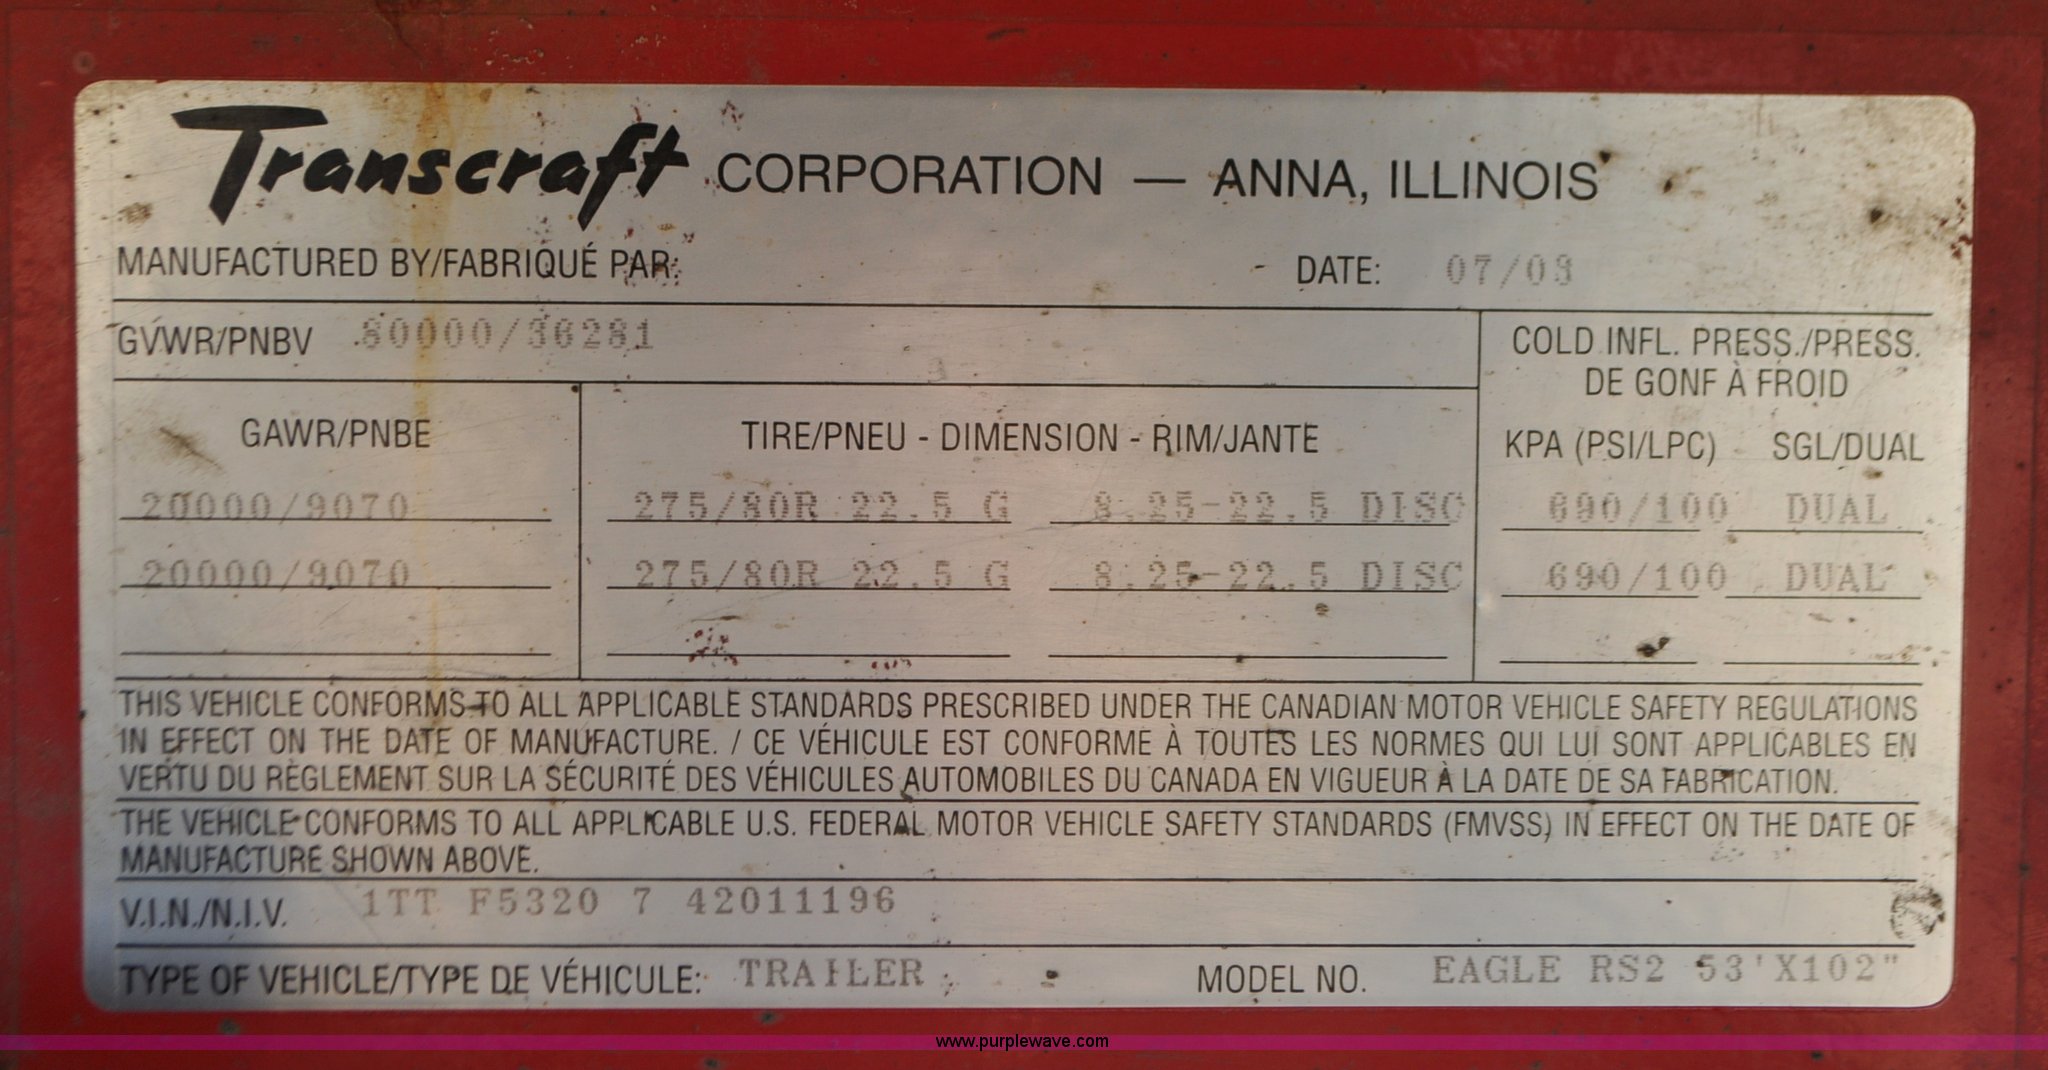 Transcraft CORPORATION — ANNA, ILLINOIS
MANUFACTURED BY/FABRIQUÉ PAR: DATE: 07/03
GVWR/PNBV 80000/36281
COLD INFL. PRESS./PRESS.
DE GONF À FROID
GAWR/PNBE TIRE/PNEU - DIMENSION - RIM/JANTE KPA (PSI/LPC) SGL/DUAL
20000/9070 275/80R 22.5 G 8.25-22.5 DISC 690/100 DUAL
20000/9070 275/80R 22.5 G 8.25-22.5 DISC 690/100 DUAL
THIS VEHICLE CONFORMS TO ALL APPLICABLE STANDARDS PRESCRIBED UNDER THE CANADIAN MOTOR VEHICLE SAFETY REGULATIONS
IN EFFECT ON THE DATE OF MANUFACTURE. / CE VÉHICULE EST CONFORME À TOUTES LES NORMES QUI LUI SONT APPLICABLES EN
VERTU DU RÈGLEMENT SUR LA SÉCURITÉ DES VÉHICULES AUTOMOBILES DU CANADA EN VIGUEUR À LA DATE DE SA FABRICATION.
THE VEHICLE CONFORMS TO ALL APPLICABLE U.S. FEDERAL MOTOR VEHICLE SAFETY STANDARDS (FMVSS) IN EFFECT ON THE DATE OF
MANUFACTURE SHOWN ABOVE.
V.I.N./N.I.V. 1TT F5320 7 42011196
TYPE OF VEHICLE/TYPE DE VÉHICULE: TRAILER MODEL NO. EAGLE RS2 53'X102"
www.purplewave.com